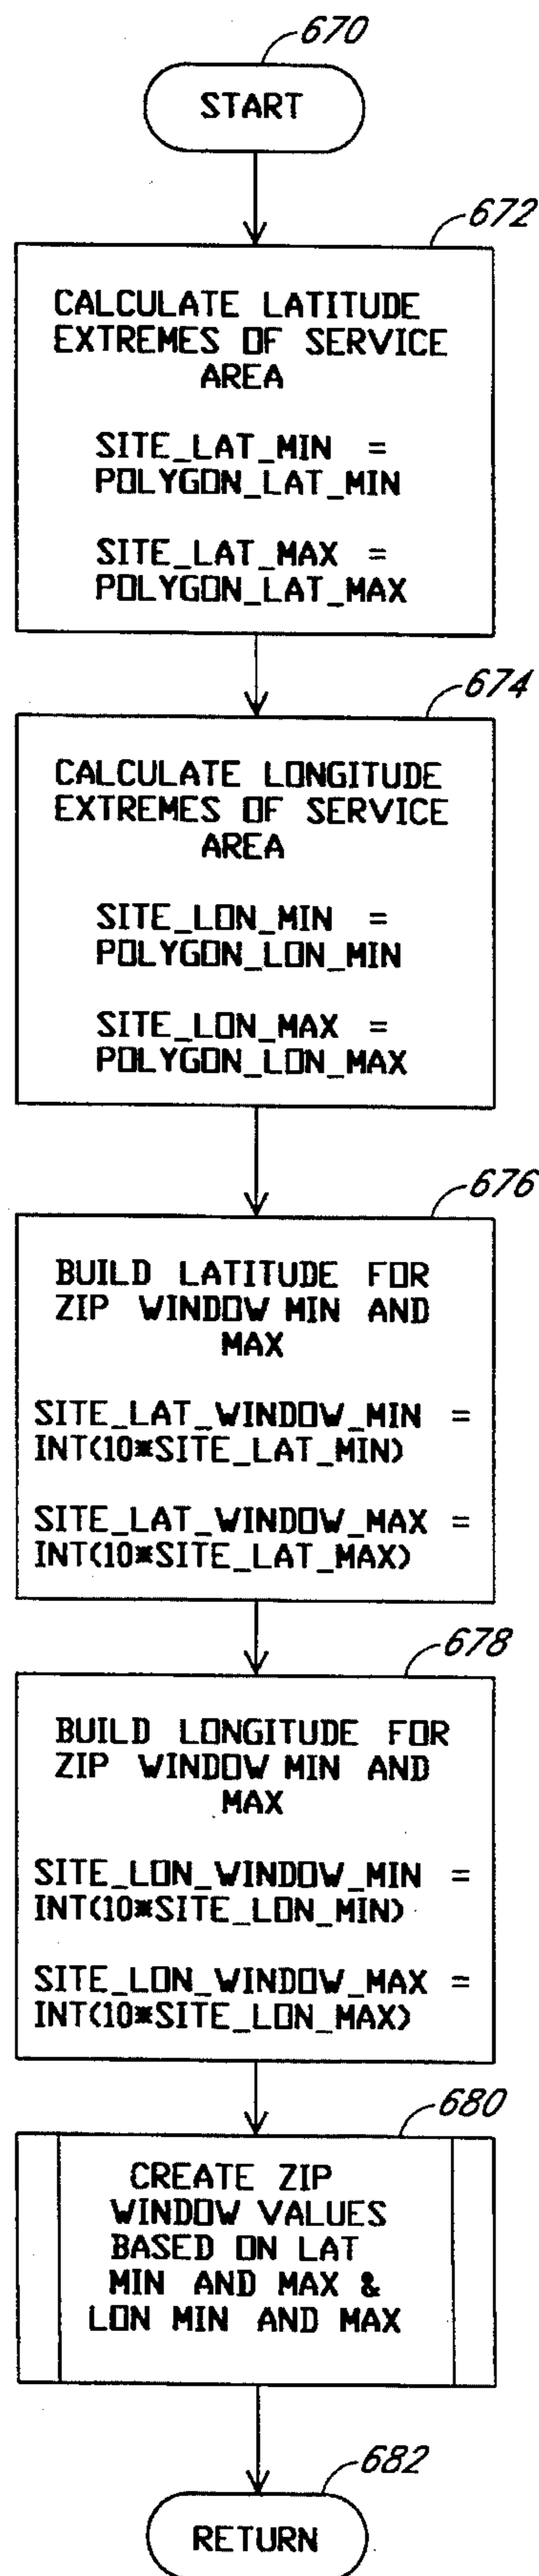 670
START
672
CALCULATE LATITUDE
EXTREMES OF SERVICE
AREA
SITE_LAT_MIN =
POLYGON_LAT_MIN
SITE_LAT_MAX =
POLYGON_LAT_MAX
674
CALCULATE LONGITUDE
EXTREMES OF SERVICE
AREA
SITE_LON_MIN =
POLYGON_LON_MIN
SITE_LON_MAX =
POLYGON_LON_MAX
676
BUILD LATITUDE FOR
ZIP WINDOW MIN AND
MAX
SITE_LAT_WINDOW_MIN =
INT(10*SITE_LAT_MIN)
SITE_LAT_WINDOW_MAX =
INT(10*SITE_LAT_MAX)
678
BUILD LONGITUDE FOR
ZIP WINDOW MIN AND
MAX
SITE_LON_WINDOW_MIN =
INT(10*SITE_LON_MIN)
SITE_LON_WINDOW_MAX =
INT(10*SITE_LON_MAX)
680
CREATE ZIP
WINDOW VALUES
BASED ON LAT
MIN AND MAX &
LON MIN AND MAX
682
RETURN